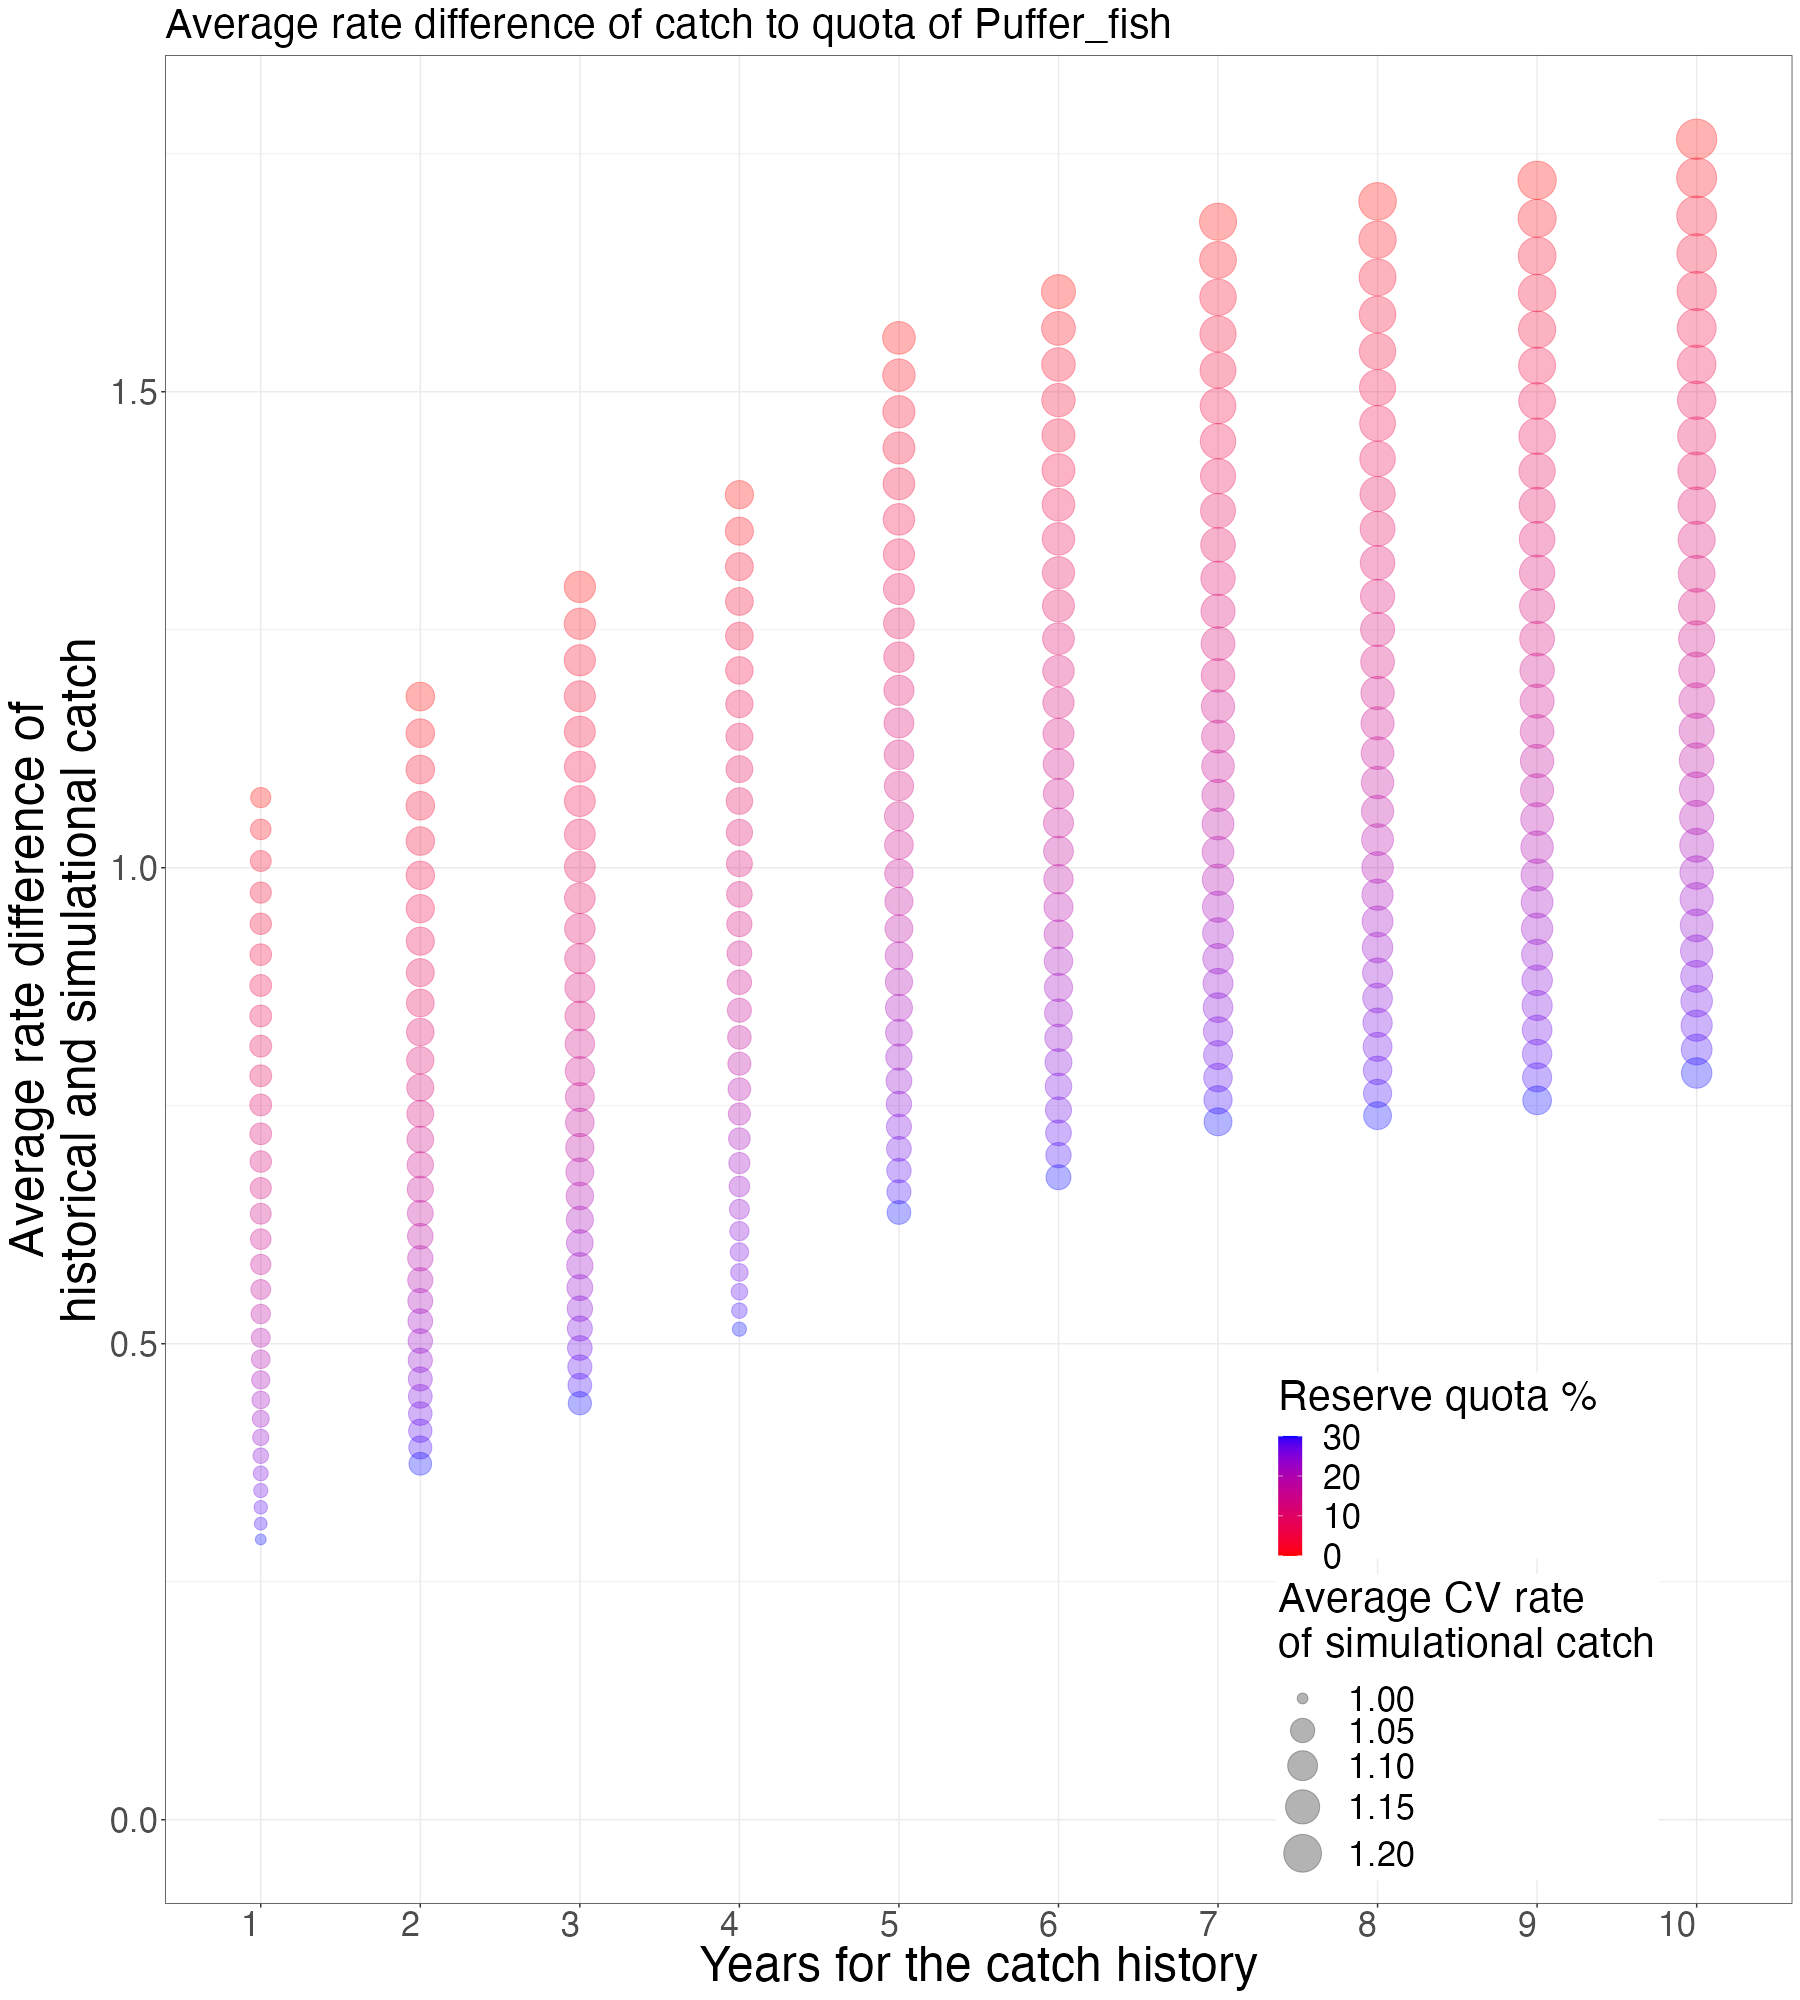 Average rate difference of catch to quota of Puffer_fish
Average rate difference of
historical and simulational catch
1.5
1.0
0.5
0.0
Reserve quota %
30
20
10
0
Average CV rate
of simulational catch
1.00
1.05
1.10
1.15
1.20
1 2 3 4 5 6 7 8 9 10
Years for the catch history